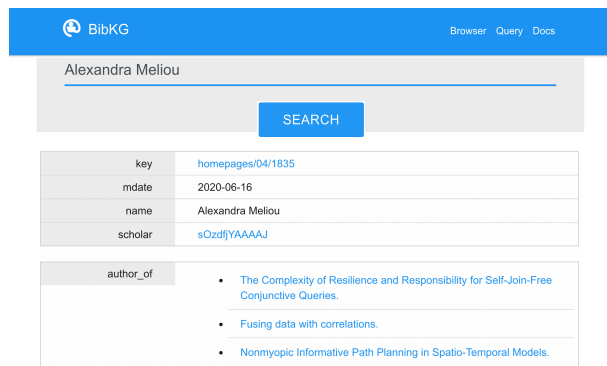 BibKG
Browser Query Docs
Alexandra Meliou
SEARCH
key homepages/04/1835
mdate 2020-06-16
name Alexandra Meliou
scholar sOzdfjYAAAAJ
author_of
• The Complexity of Resilience and Responsibility for Self-Join-Free
Conjunctive Queries.
• Fusing data with correlations.
• Nonmyopic Informative Path Planning in Spatio-Temporal Models.